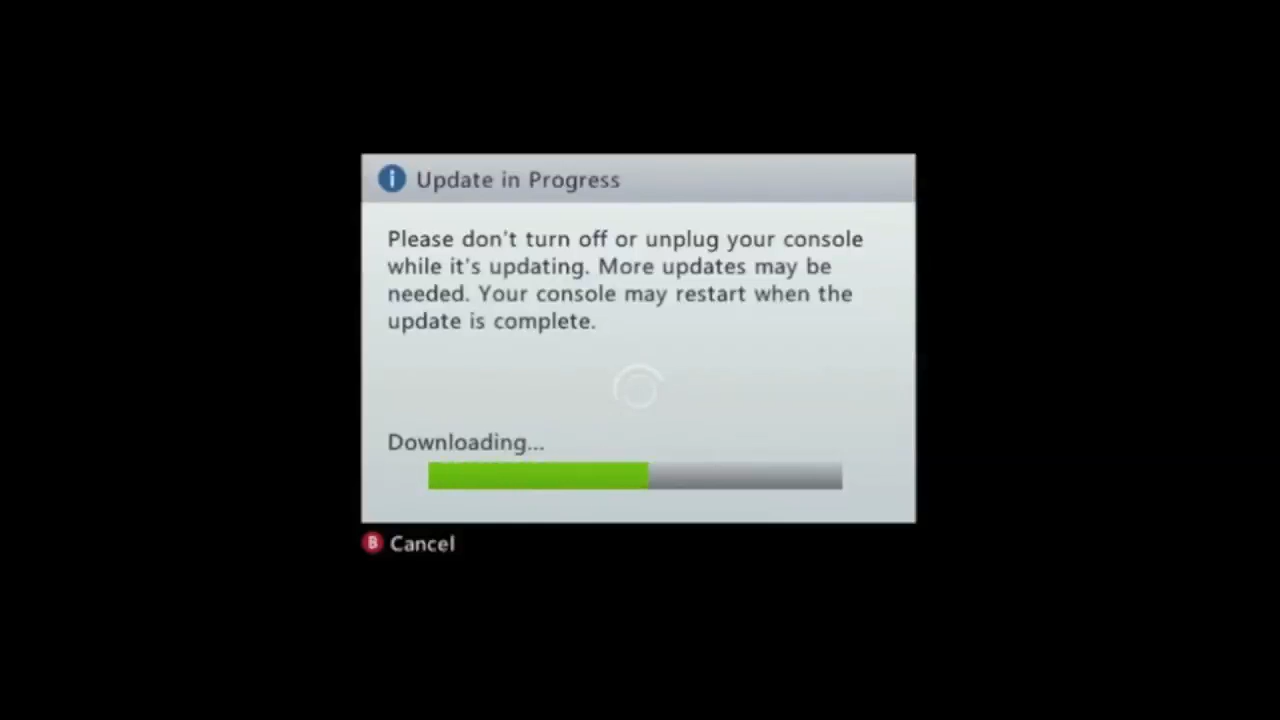 i Update in Progress
Please don't turn off or unplug your console
while it's updating. More updates may be
needed. Your console may restart when the
update is complete.
Downloading...
B Cancel